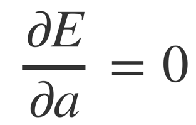 ∂E/∂a = 0